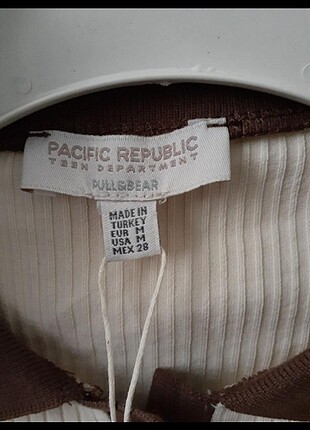 PACIFIC REPUBLIC
TEEN DEPARTMENT
PULL&BEAR
MADE IN
TURKEY
EUR M
USA M
MEX 28